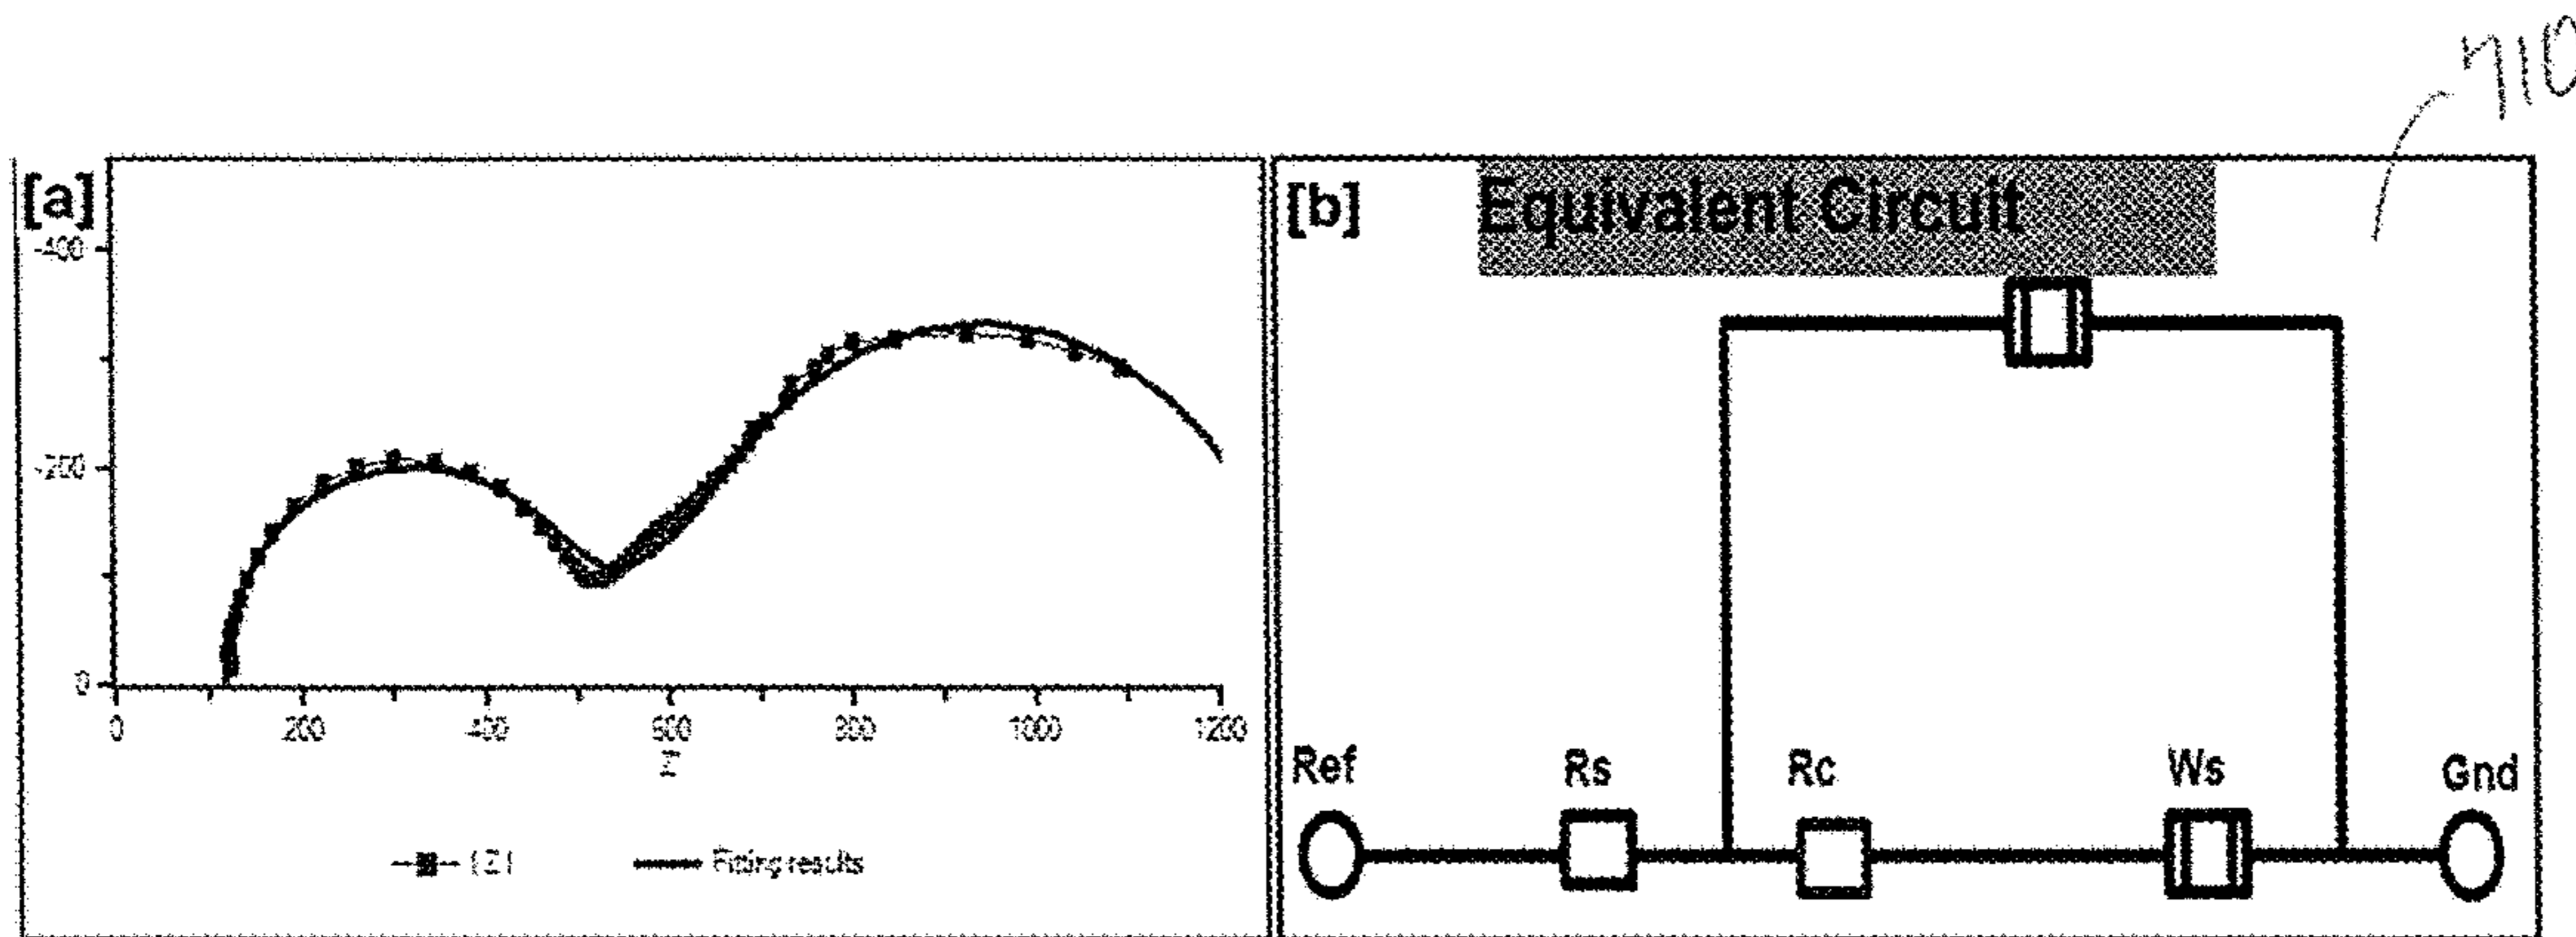 710
[a]
-400
-200
0
0 200 400 600 800 1000 1200
Z'
|Z|
Fitting results
[b]
Equivalent Circuit
Ref Rs Rc Ws Gnd